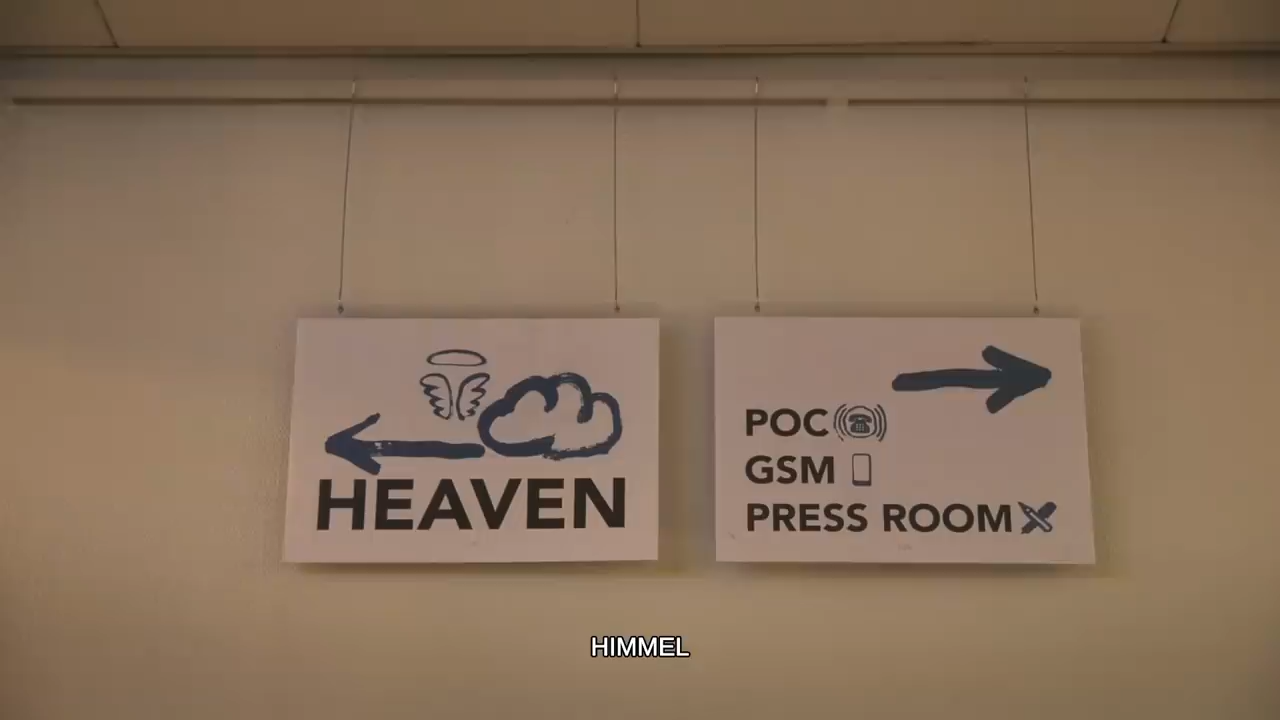 HEAVEN
POC
GSM
PRESS ROOM
HIMMEL